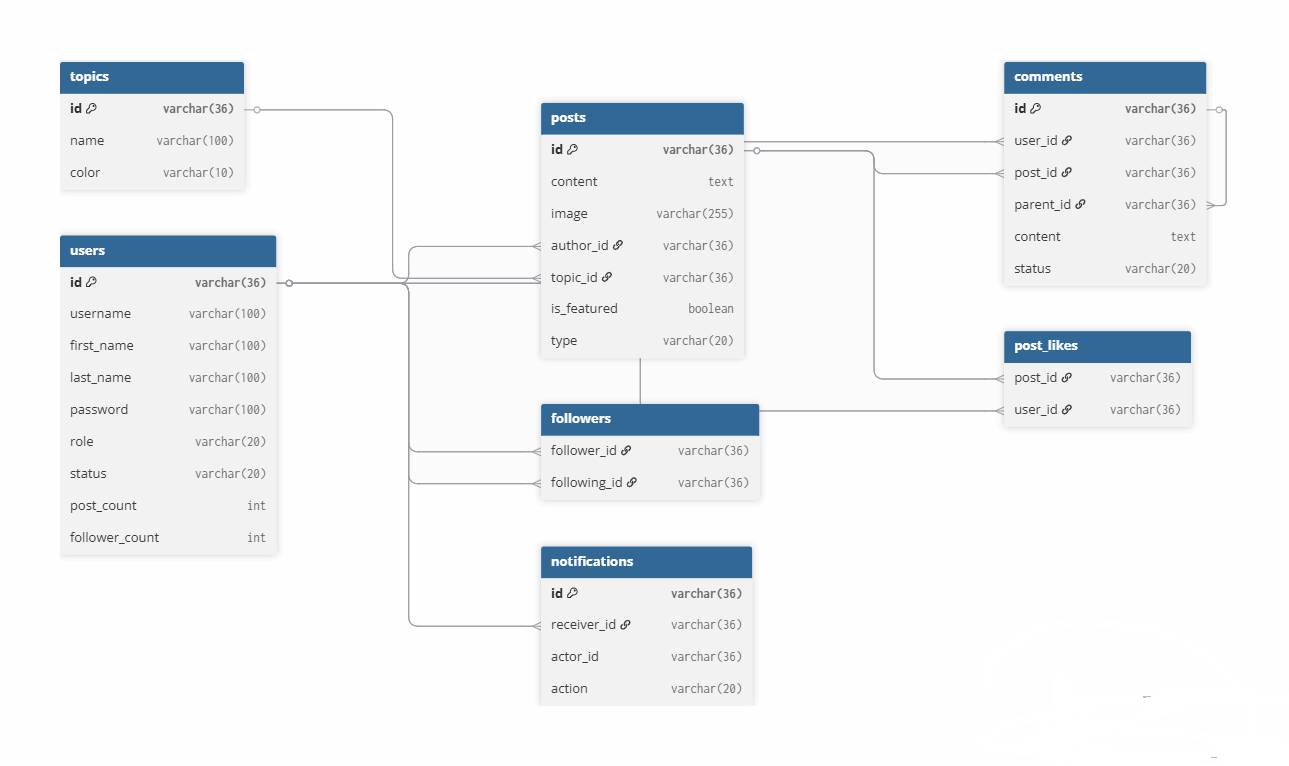 topics
id varchar(36)
name varchar(100)
color varchar(10)
users
id varchar(36)
username varchar(100)
first_name varchar(100)
last_name varchar(100)
password varchar(100)
role varchar(20)
status varchar(20)
post_count int
follower_count int
posts
id varchar(36)
content text
image varchar(255)
author_id varchar(36)
topic_id varchar(36)
is_featured boolean
type varchar(20)
followers
follower_id varchar(36)
following_id varchar(36)
notifications
id varchar(36)
receiver_id varchar(36)
actor_id varchar(36)
action varchar(20)
comments
id varchar(36)
user_id varchar(36)
post_id varchar(36)
parent_id varchar(36)
content text
status varchar(20)
post_likes
post_id varchar(36)
user_id varchar(36)